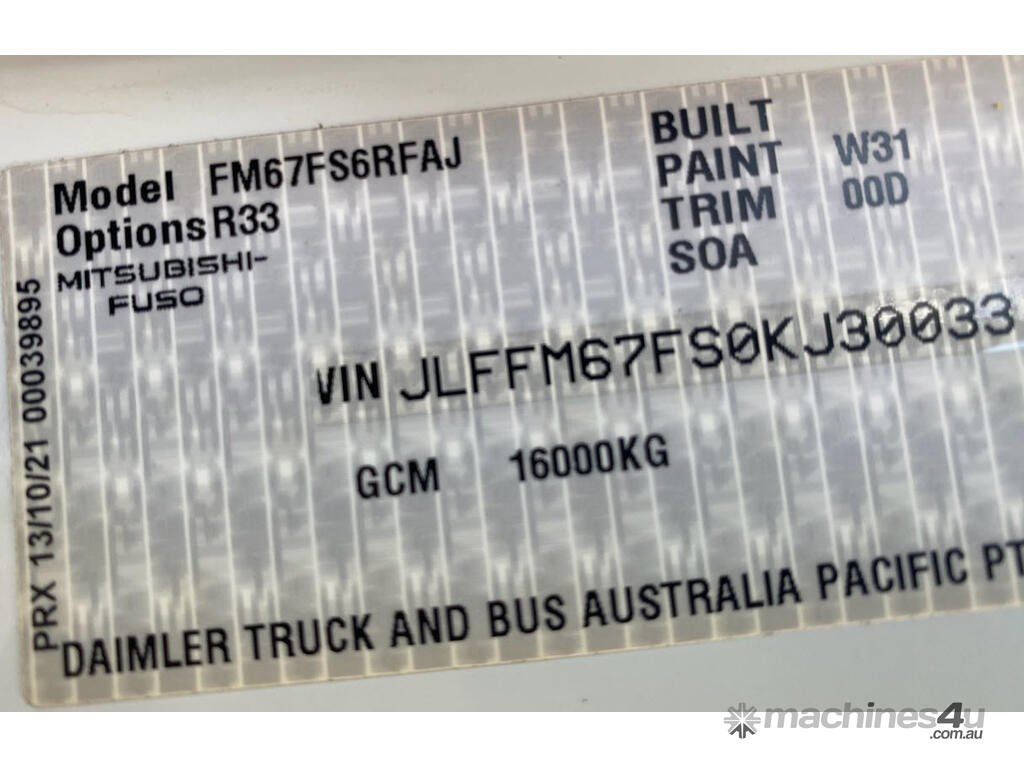 Model FM67FS6RFAJ
Options R33
MITSUBISHI-
FUSO
BUILT
PAINT W31
TRIM 00D
SOA
VIN JLFFM67FS0KJ30033
GCM 16000KG
DAIMLER TRUCK AND BUS AUSTRALIA PACIFIC PT
PRX 13/10/21 00039895
machines4u
.com.au